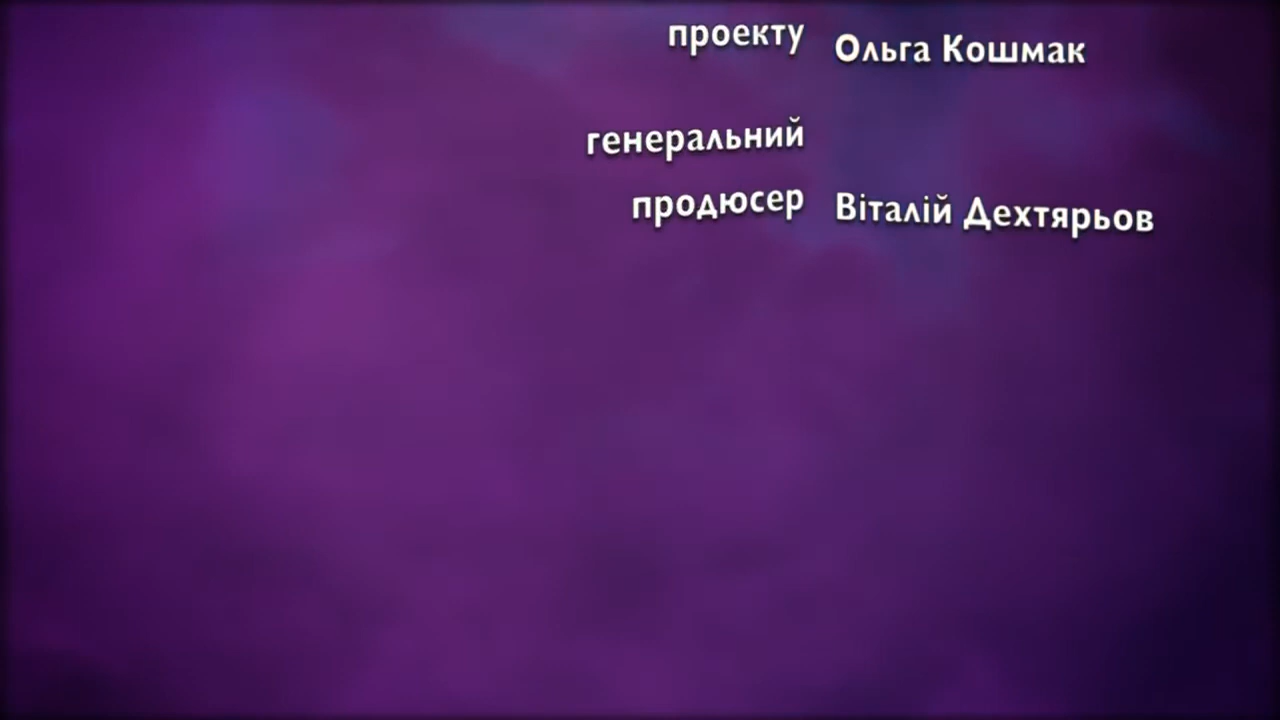 проекту Ольга Кошмак
генеральний
продюсер Віталій Дехтярьов